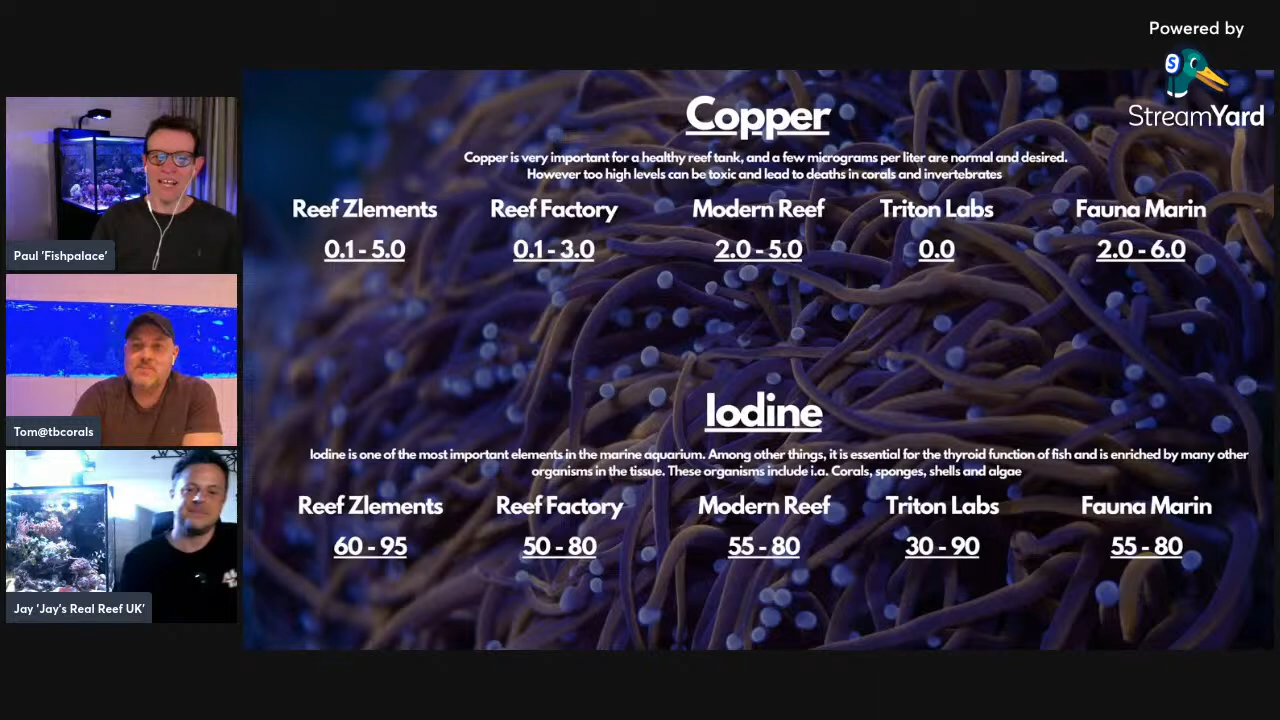 Powered by
S
StreamYard
Copper
Copper is very important for a healthy reef tank, and a few micrograms per liter are normal and desired.
However too high levels can be toxic and lead to deaths in corals and invertebrates
Reef Zlements Reef Factory Modern Reef Triton Labs Fauna Marin
0.1 - 5.0 0.1 - 3.0 2.0 - 5.0 0.0 2.0 - 6.0
Iodine
Iodine is one of the most important elements in the marine aquarium. Among other things, it is essential for the thyroid function of fish and is enriched by many other
organisms in the tissue. These organisms include i.a. Corals, sponges, shells and algae
Reef Zlements Reef Factory Modern Reef Triton Labs Fauna Marin
60 - 95 50 - 80 55 - 80 30 - 90 55 - 80
Paul 'Fishpalace'
Tom@tbcorals
Jay 'Jay's Real Reef UK'